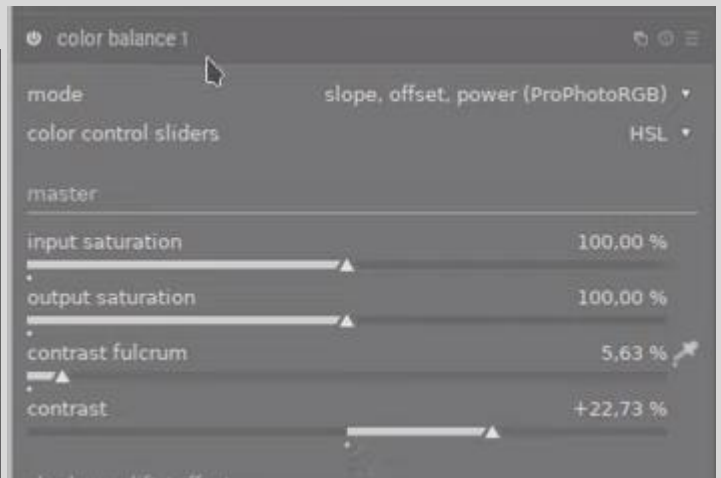 color balance 1
mode slope, offset, power (ProPhotoRGB)
color control sliders HSL
master
input saturation 100,00 %
output saturation 100,00 %
contrast fulcrum 5,63 %
contrast +22,73 %